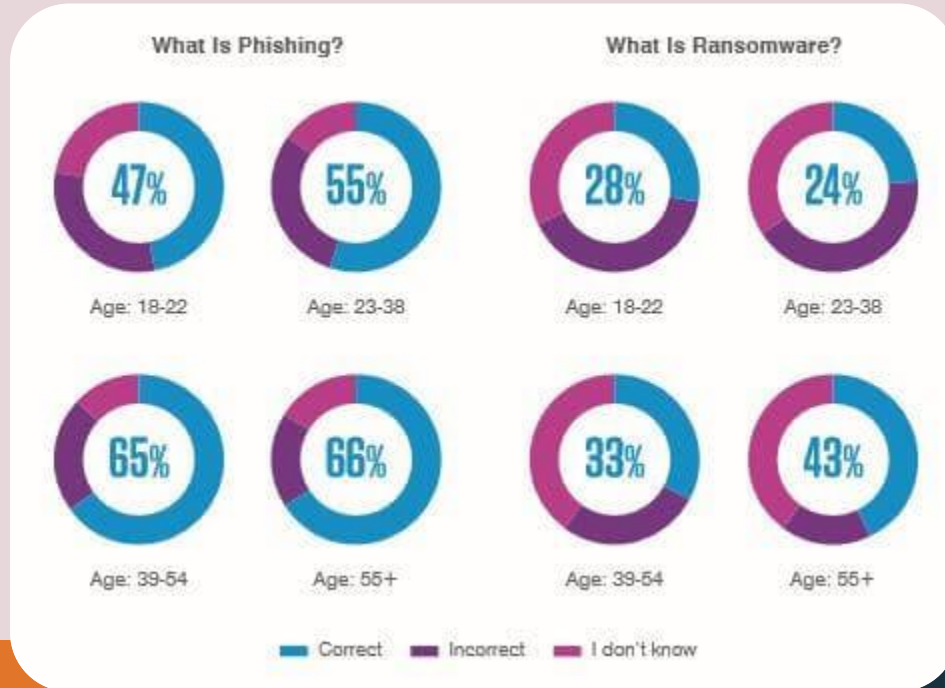 What Is Phishing?
What Is Ransomware?
47%
55%
28%
24%
Age: 18-22
Age: 23-38
Age: 18-22
Age: 23-38
65%
66%
33%
43%
Age: 39-54
Age: 55+
Age: 39-54
Age: 55+
Correct
Incorrect
I don't know